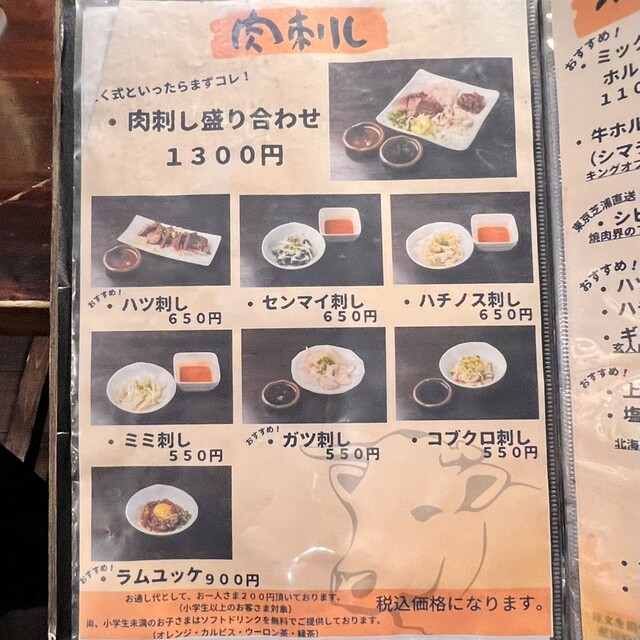 肉刺し
く式といったらまずコレ！
・肉刺し盛り合わせ
１３００円
おすすめ！
・ハツ刺し
６５０円
・センマイ刺し
６５０円
・ハチノス刺し
６５０円
・ミミ刺し
５５０円
おすすめ！
・ガツ刺し
５５０円
・コブクロ刺し
５５０円
おすすめ！
・ラムユッケ９００円
お通し代として、お一人さま２００円頂いております。
（小学生以上のお客さま対象）
尚、小学生未満のお子さまはソフトドリンクを無料でご提供しております。
（オレンジ・カルピス・ウーロン茶・緑茶）
税込価格になります。
おすすめ！
・ミッ
ホル
１１０
・牛ホル
（シマ
キングオブ
東京芝浦直送
・シビ
焼肉界の
おすすめ！
・ハ
・ハ
・ギ
おすすめ！
・上
・塩
北海